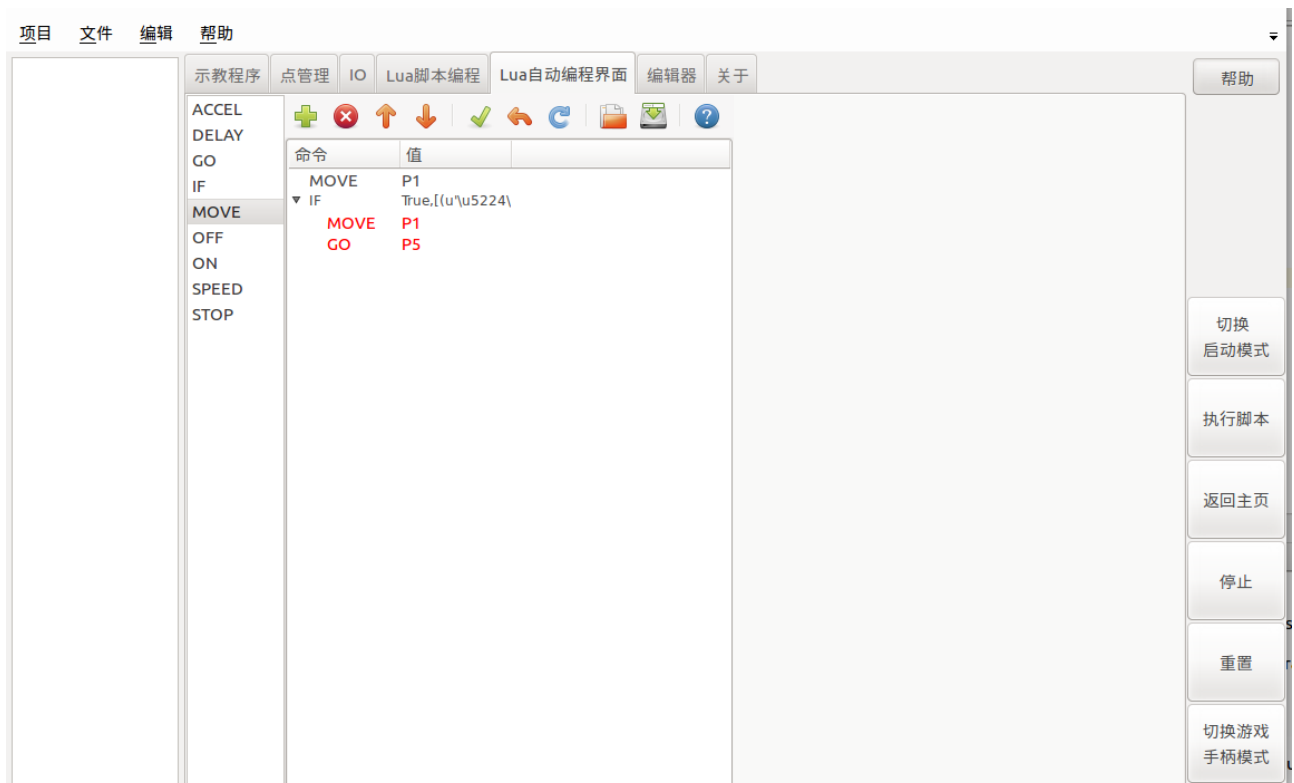 项目 文件 编辑 帮助
示教程序 点管理 IO Lua脚本编程 Lua自动编程界面 编辑器 关于
帮助
ACCEL
DELAY
GO
IF
MOVE
OFF
ON
SPEED
STOP
命令 值
MOVE P1
IF True,[(u'\u5224\
MOVE P1
GO P5
切换
启动模式
执行脚本
返回主页
停止
重置
切换游戏
手柄模式